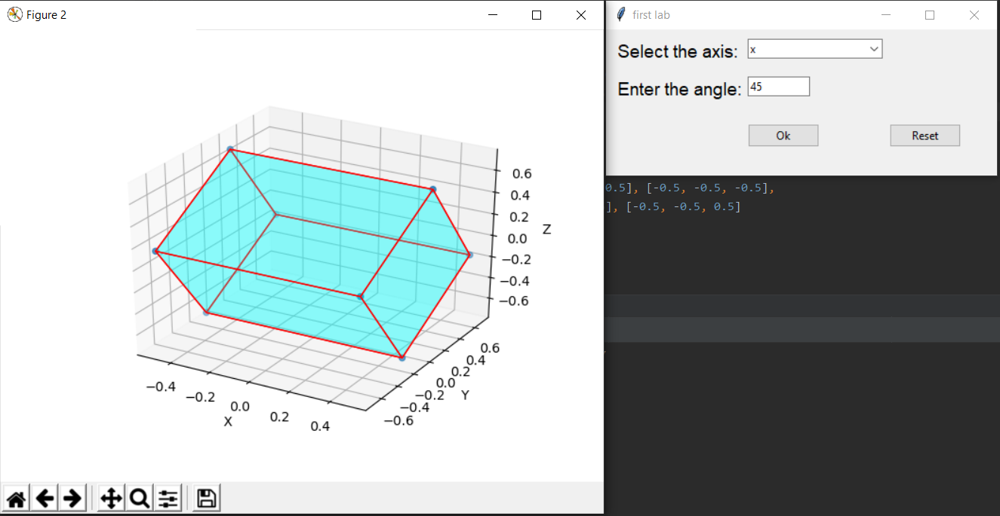 Figure 2
0.6
0.4
0.2
0.0
−0.2
−0.4
−0.6
Z
0.6
0.4
0.2
0.0
−0.2
−0.4
−0.6
Y
−0.4
−0.2
0.0
0.2
0.4
X
first lab
Select the axis: x
Enter the angle: 45
Ok Reset
0.5], [-0.5, -0.5, -0.5],
], [-0.5, -0.5, 0.5]